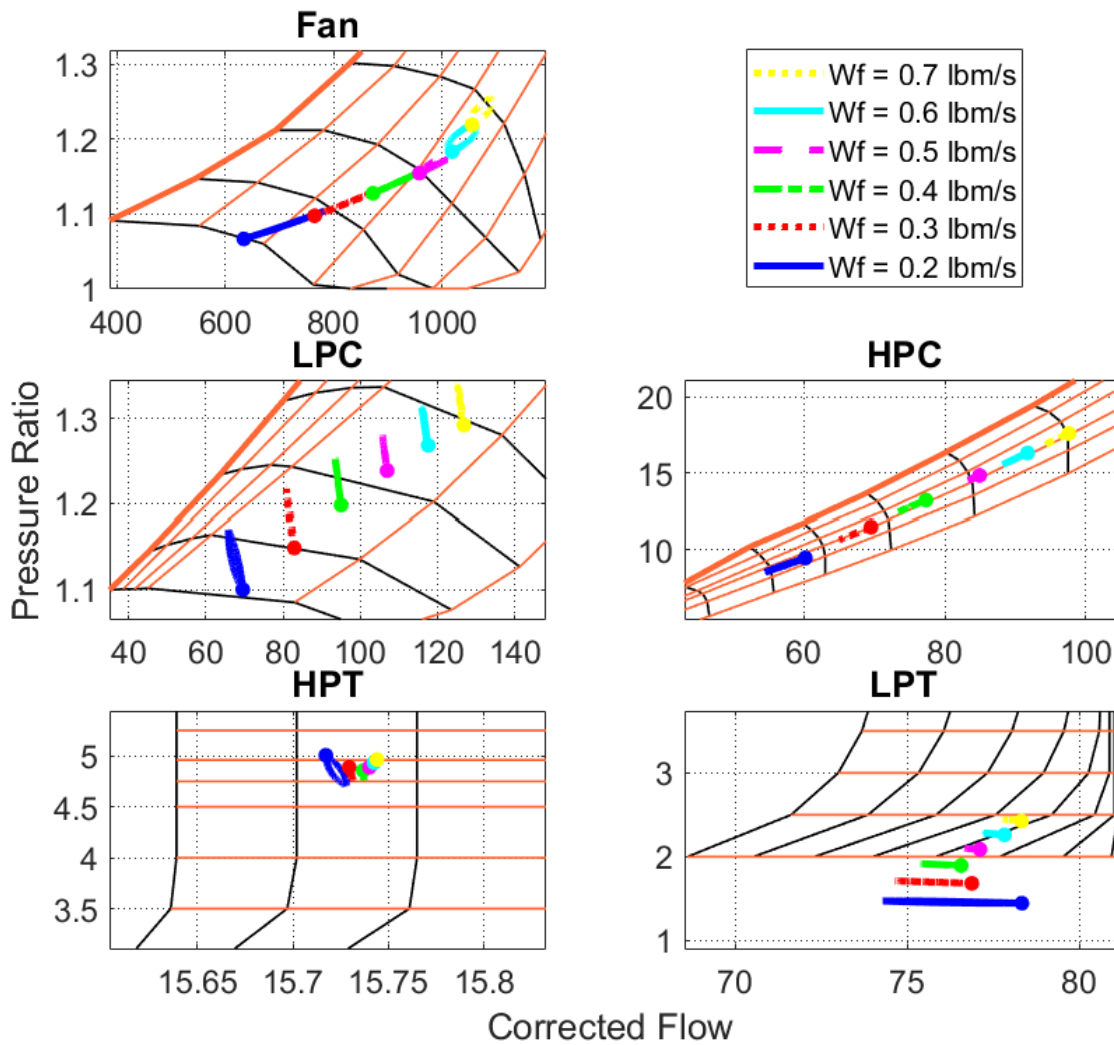 Fan
1.3
1.2
1.1
1
400 600 800 1000
Wf = 0.7 lbm/s
Wf = 0.6 lbm/s
Wf = 0.5 lbm/s
Wf = 0.4 lbm/s
Wf = 0.3 lbm/s
Wf = 0.2 lbm/s
LPC
1.3
1.2
1.1
40 60 80 100 120 140
HPC
20
15
10
60 80 100
Pressure Ratio
HPT
5
4.5
4
3.5
15.65 15.7 15.75 15.8
LPT
3
2
1
70 75 80
Corrected Flow